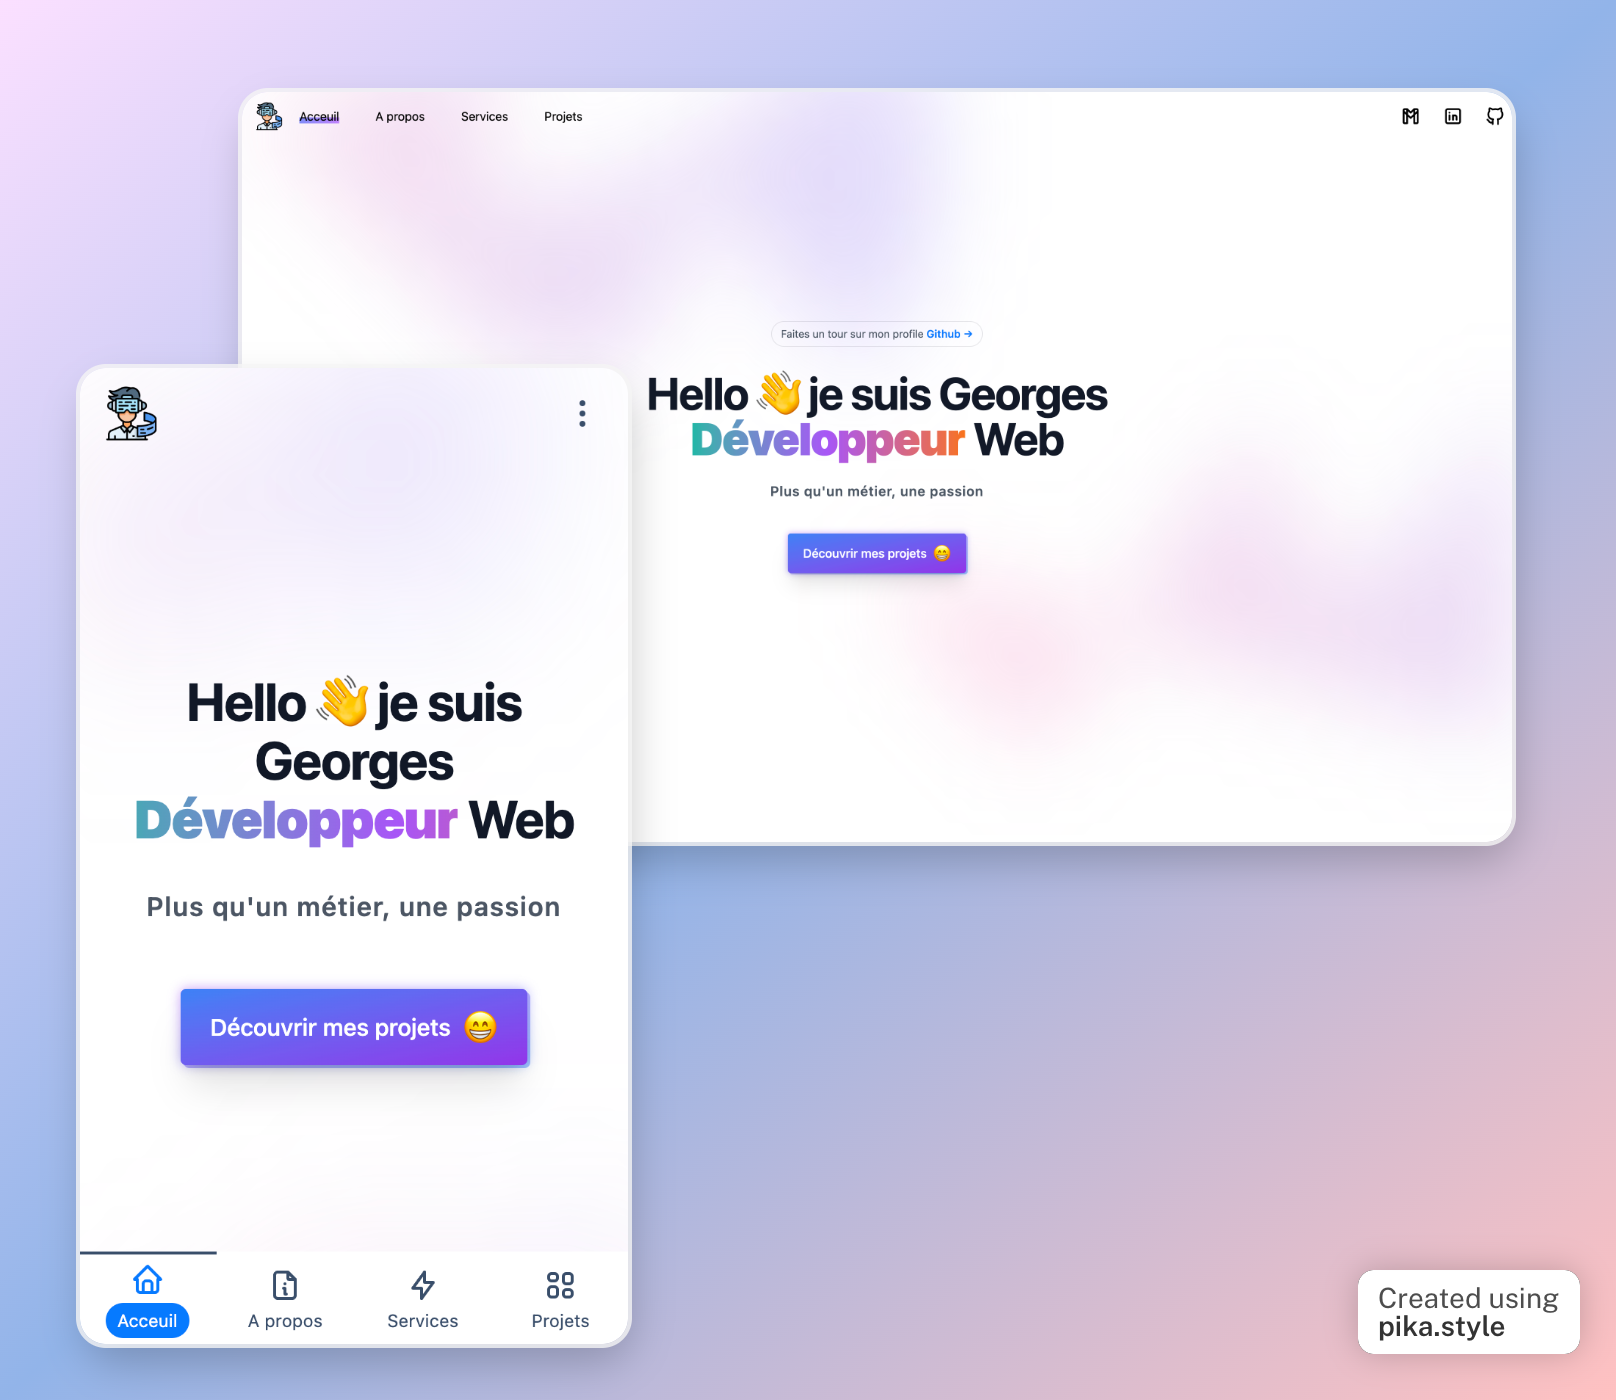 Acceuil A propos Services Projets
Faites un tour sur mon profile Github →
Hello 👋 je suis Georges
Développeur Web
Plus qu'un métier, une passion
Découvrir mes projets 😁
Hello 👋 je suis
Georges
Développeur Web
Plus qu'un métier, une passion
Découvrir mes projets 😁
Acceuil A propos Services Projets
Created using
pika.style